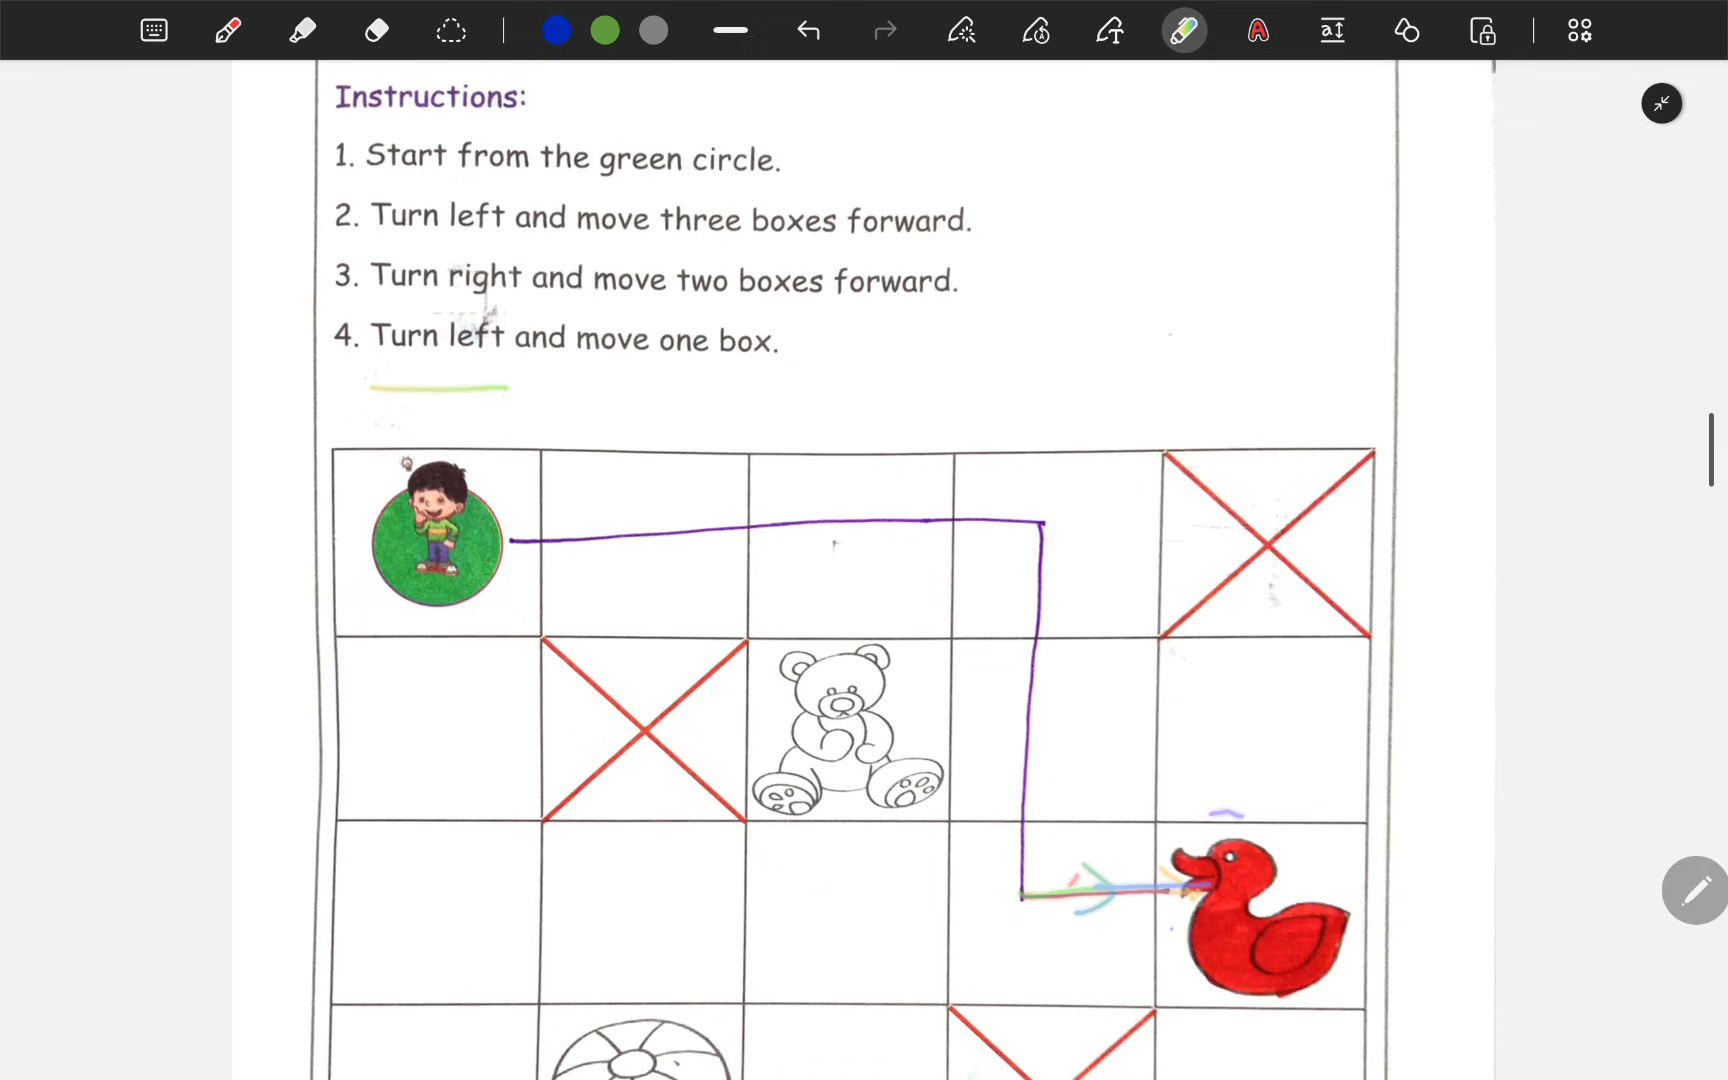 Instructions:
1. Start from the green circle.
2. Turn left and move three boxes forward.
3. Turn right and move two boxes forward.
4. Turn left and move one box.